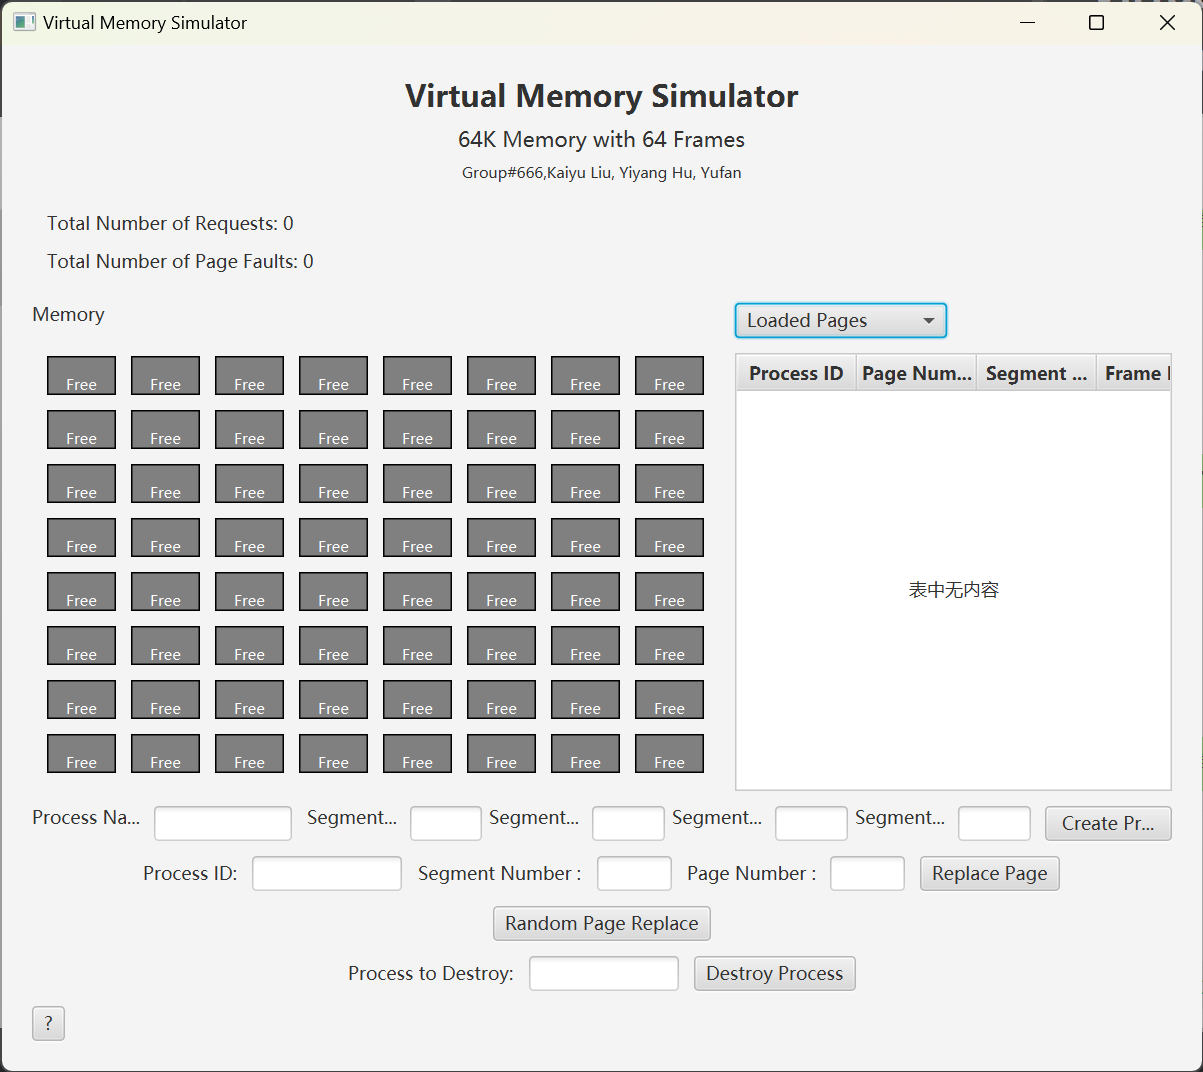 Virtual Memory Simulator
Virtual Memory Simulator
64K Memory with 64 Frames
Group#666,Kaiyu Liu, Yiyang Hu, Yufan
Total Number of Requests: 0
Total Number of Page Faults: 0
Memory
Loaded Pages
Process ID Page Num... Segment ... Frame I
Free Free Free Free Free Free Free Free
Free Free Free Free Free Free Free Free
Free Free Free Free Free Free Free Free
Free Free Free Free Free Free Free Free
Free Free Free Free Free Free Free Free
Free Free Free Free Free Free Free Free
Free Free Free Free Free Free Free Free
Free Free Free Free Free Free Free Free
表中无内容
Process Na... Segment... Segment... Segment... Segment... Create Pr...
Process ID: Segment Number : Page Number : Replace Page
Random Page Replace
Process to Destroy: Destroy Process
?